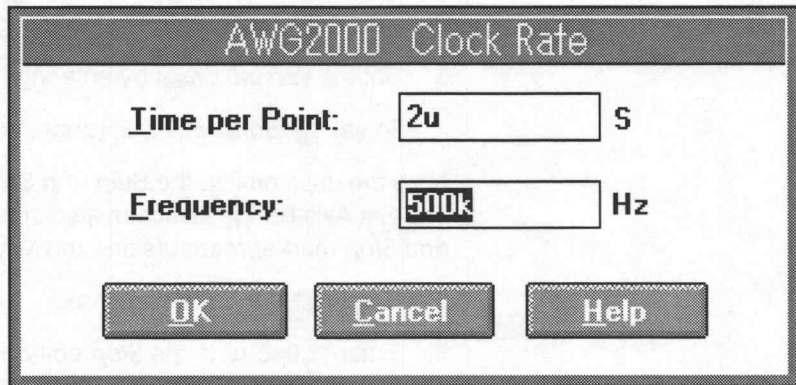 AWG2000 Clock Rate
Time per Point: 2u S
Frequency: 500k Hz
OK Cancel Help